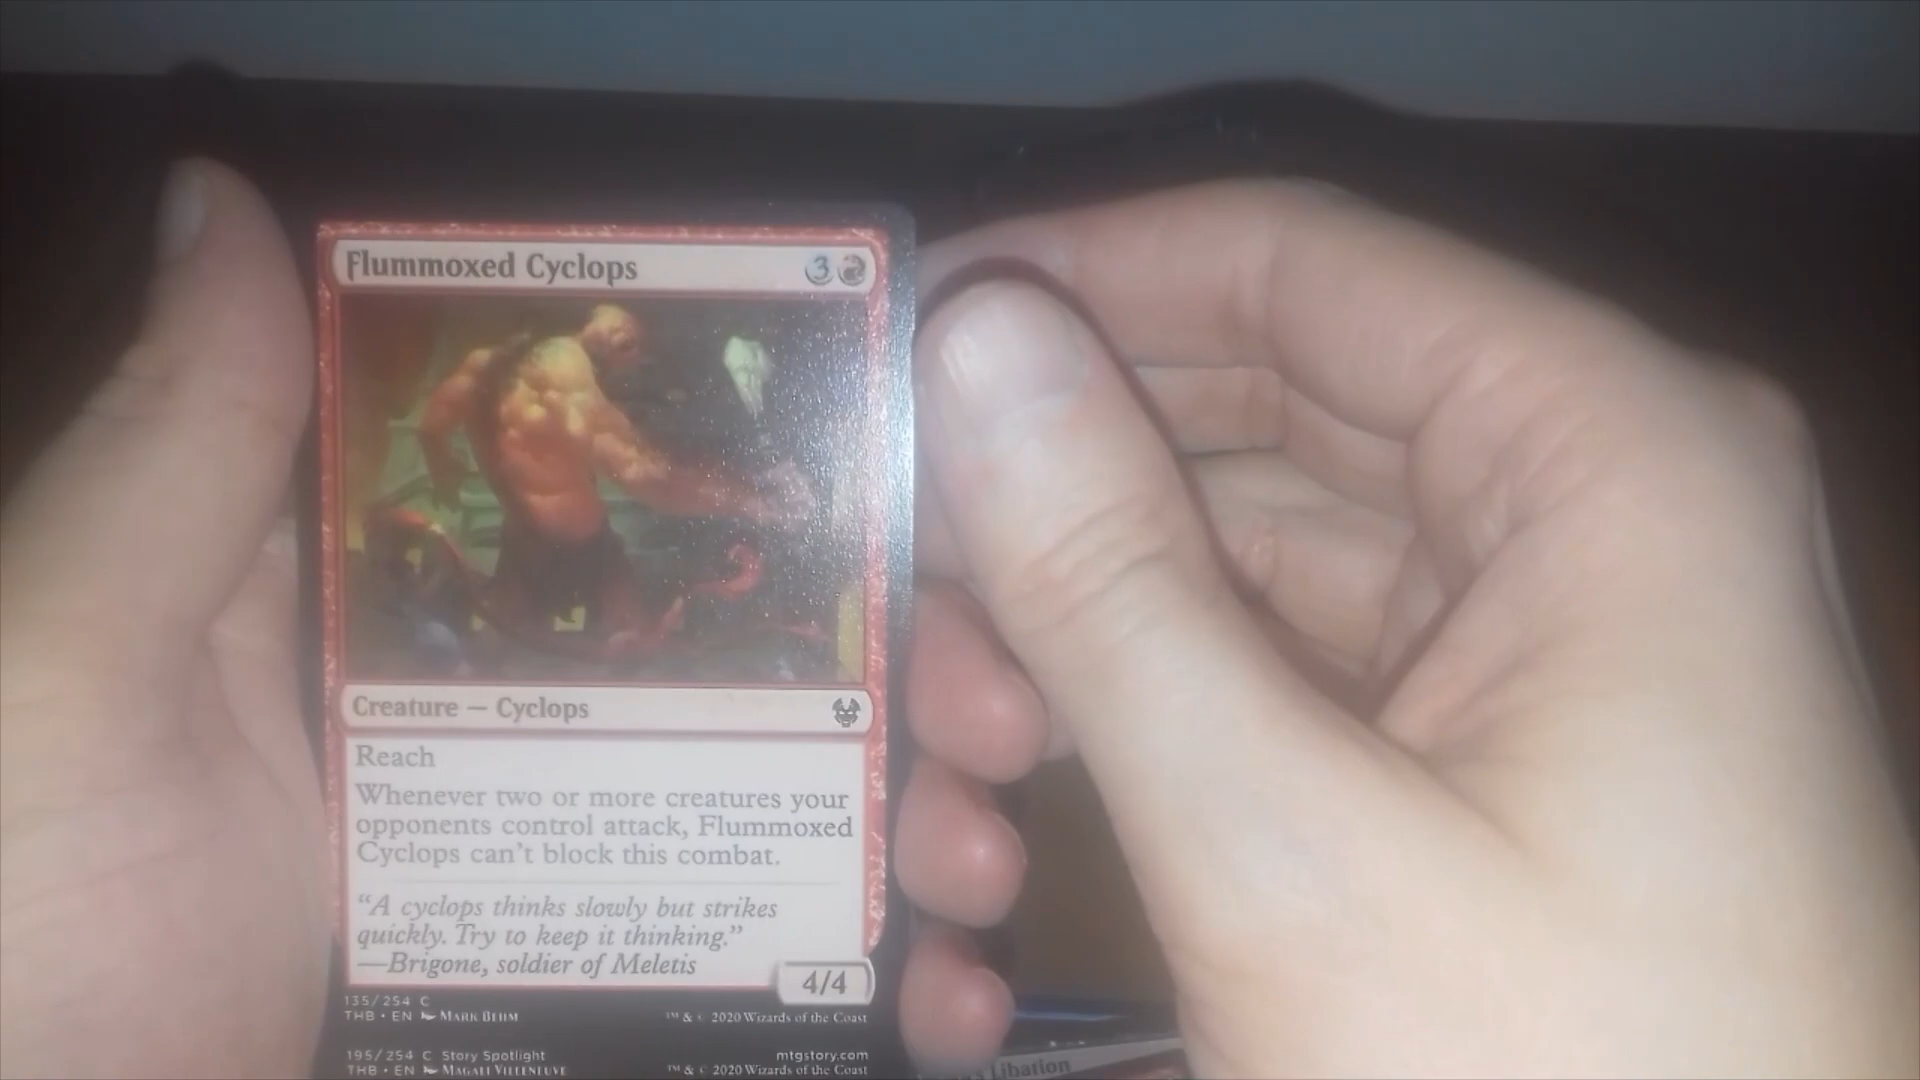 Flummoxed Cyclops 3
Creature — Cyclops
Reach
Whenever two or more creatures your
opponents control attack, Flummoxed
Cyclops can't block this combat.
"A cyclops thinks slowly but strikes
quickly. Try to keep it thinking."
—Brigone, soldier of Meletis
4/4
135/254 C
THB • EN MARK BEHM ™ & © 2020 Wizards of the Coast
195/254 C Story Spotlight mtgstory.com
THB • EN MAGALI VILLENEUVE ™ & © 2020 Wizards of the Coast
Libation